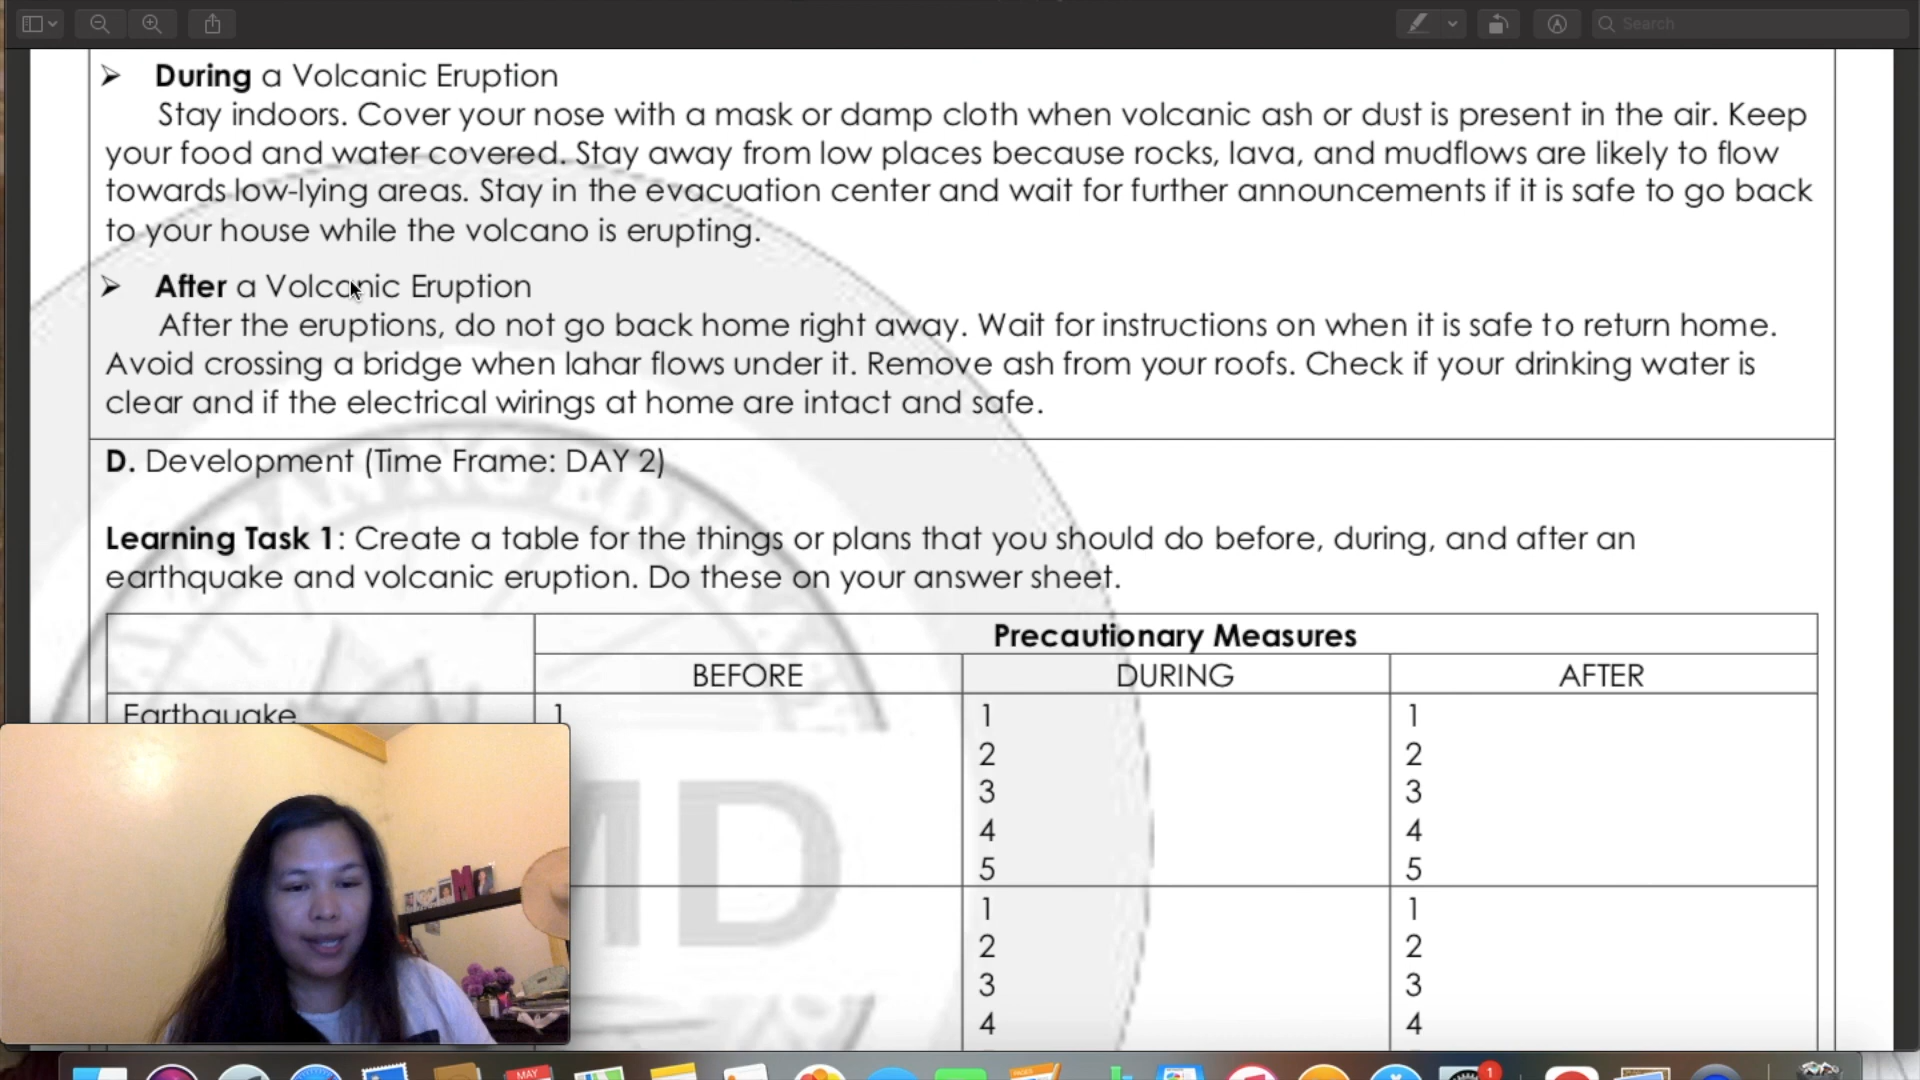 Search
➢ During a Volcanic Eruption
Stay indoors. Cover your nose with a mask or damp cloth when volcanic ash or dust is present in the air. Keep
your food and water covered. Stay away from low places because rocks, lava, and mudflows are likely to flow
towards low-lying areas. Stay in the evacuation center and wait for further announcements if it is safe to go back
to your house while the volcano is erupting.
➢ After a Volcanic Eruption
After the eruptions, do not go back home right away. Wait for instructions on when it is safe to return home.
Avoid crossing a bridge when lahar flows under it. Remove ash from your roofs. Check if your drinking water is
clear and if the electrical wirings at home are intact and safe.
D. Development (Time Frame: DAY 2)
Learning Task 1: Create a table for the things or plans that you should do before, during, and after an
earthquake and volcanic eruption. Do these on your answer sheet.
Precautionary Measures
BEFORE DURING AFTER
Earthquake 1 1 1
2 2
3 3
4 4
5 5
1 1
2 2
3 3
4 4
MD
M
MAY
1